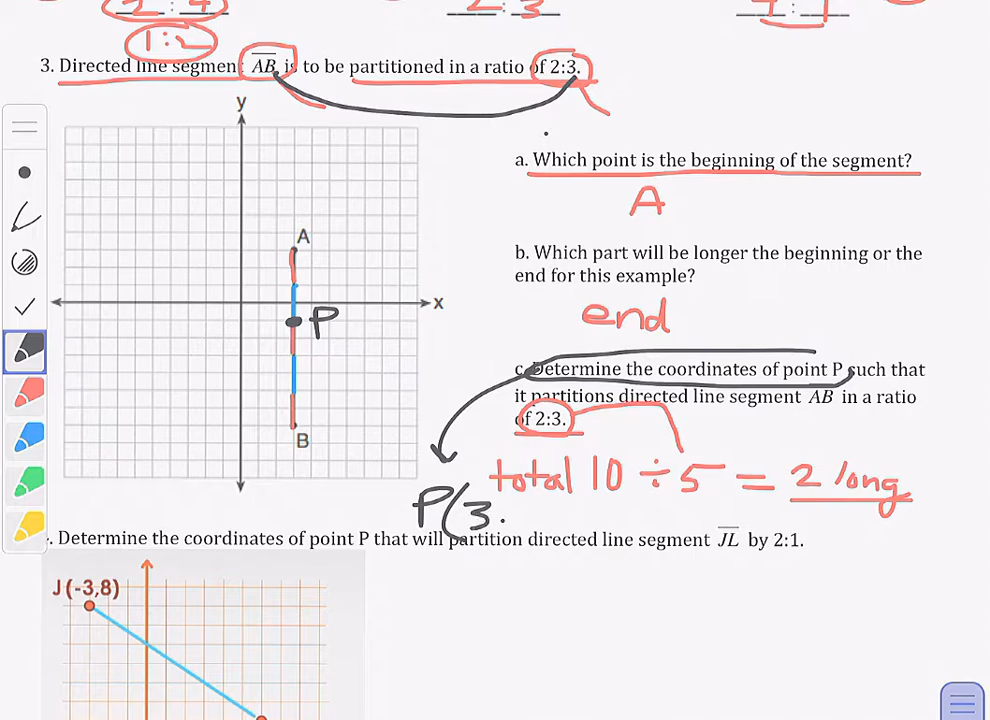 2:3
1:2
3. Directed line segment AB is to be partitioned in a ratio of 2:3.
y
a. Which point is the beginning of the segment?
A
A
b. Which part will be longer the beginning or the
end for this example?
end
x
P
c. Determine the coordinates of point P such that
it partitions directed line segment AB in a ratio
of 2:3.
B
total 10 ÷ 5 = 2 long
P(3.
. Determine the coordinates of point P that will partition directed line segment JL by 2:1.
J(-3,8)